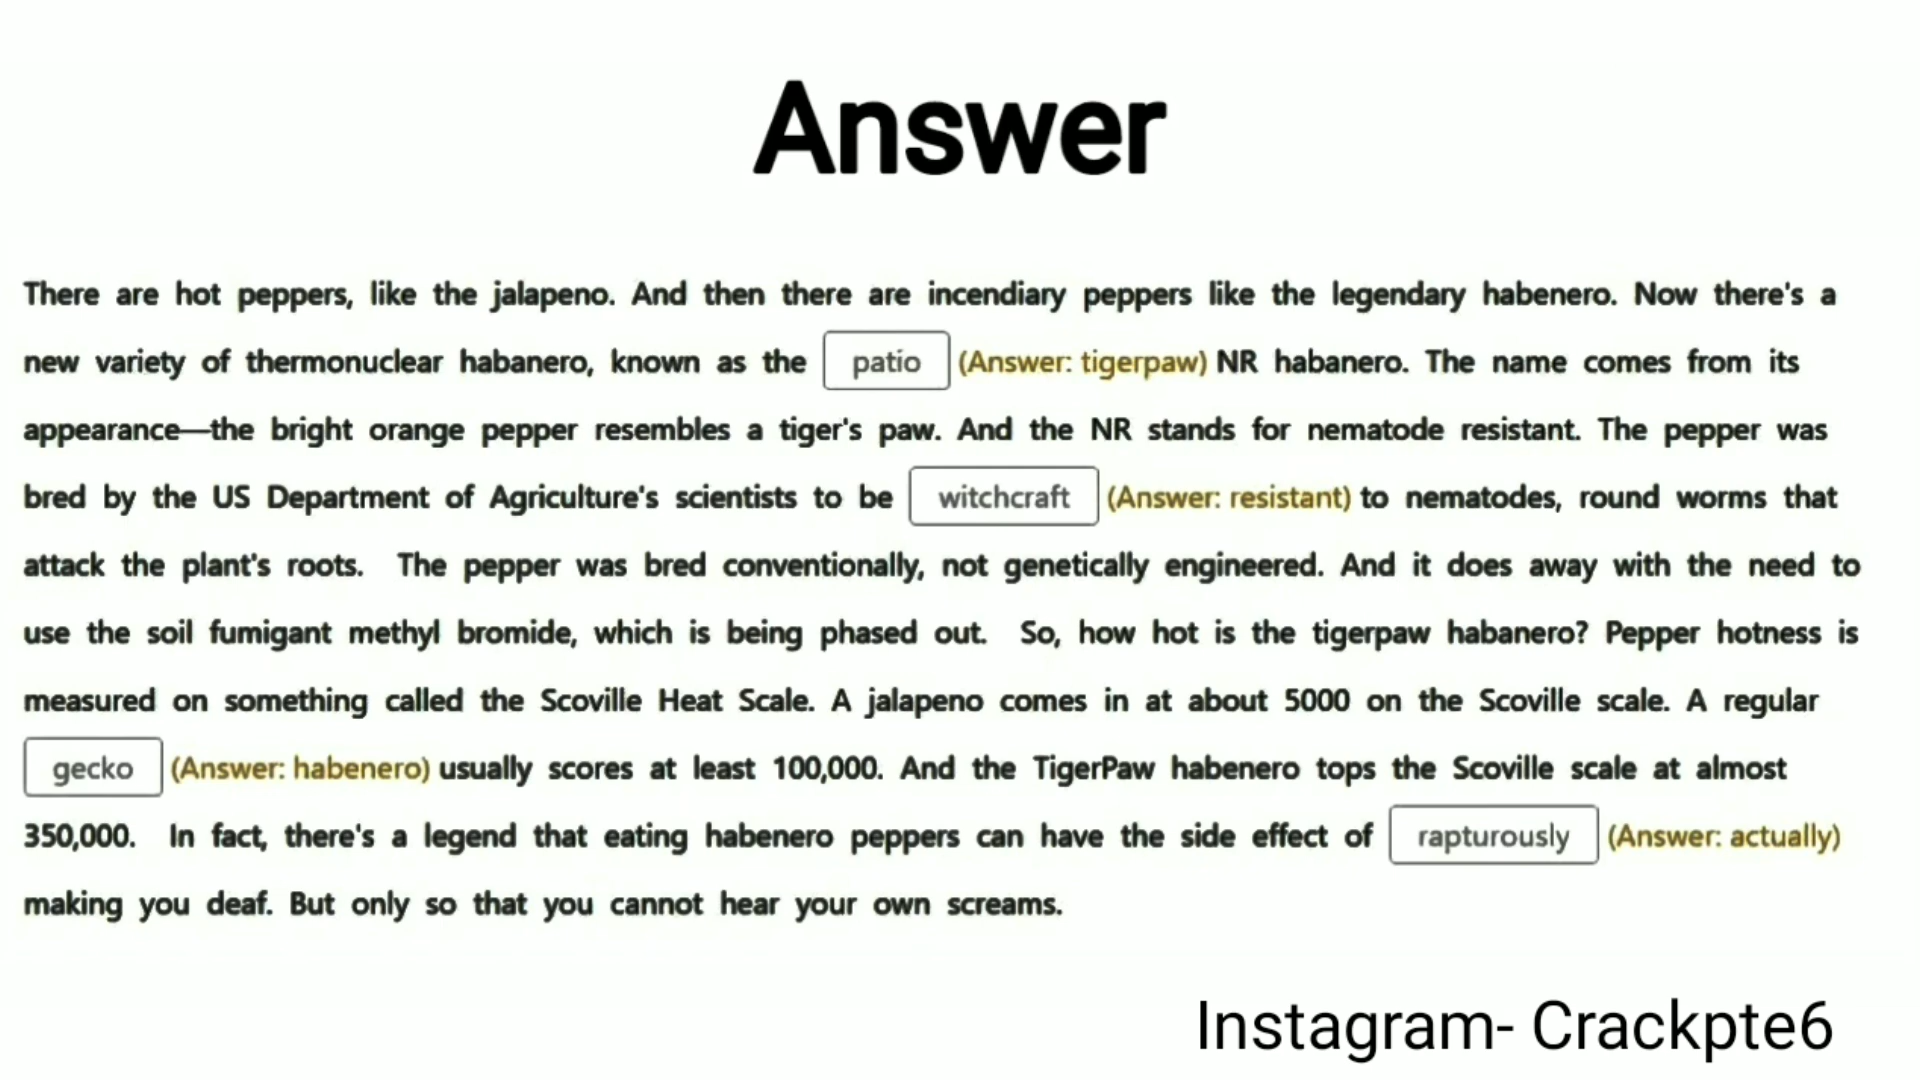 Answer
There are hot peppers, like the jalapeno. And then there are incendiary peppers like the legendary habenero. Now there's a
new variety of thermonuclear habanero, known as the patio (Answer: tigerpaw) NR habanero. The name comes from its
appearance—the bright orange pepper resembles a tiger's paw. And the NR stands for nematode resistant. The pepper was
bred by the US Department of Agriculture's scientists to be witchcraft (Answer: resistant) to nematodes, round worms that
attack the plant's roots. The pepper was bred conventionally, not genetically engineered. And it does away with the need to
use the soil fumigant methyl bromide, which is being phased out. So, how hot is the tigerpaw habanero? Pepper hotness is
measured on something called the Scoville Heat Scale. A jalapeno comes in at about 5000 on the Scoville scale. A regular
gecko (Answer: habenero) usually scores at least 100,000. And the TigerPaw habenero tops the Scoville scale at almost
350,000. In fact, there's a legend that eating habenero peppers can have the side effect of rapturously (Answer: actually)
making you deaf. But only so that you cannot hear your own screams.
Instagram- Crackpte6